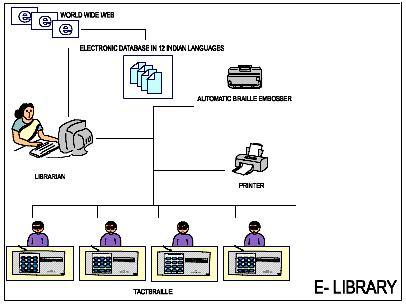 WORLD WIDE WEB
ELECTRONIC DATABASE IN 12 INDIAN LANGUAGES
AUTOMATIC BRAILLE EMBOSSER
LIBRARIAN
PRINTER
TACTBRAILLE
E- LIBRARY